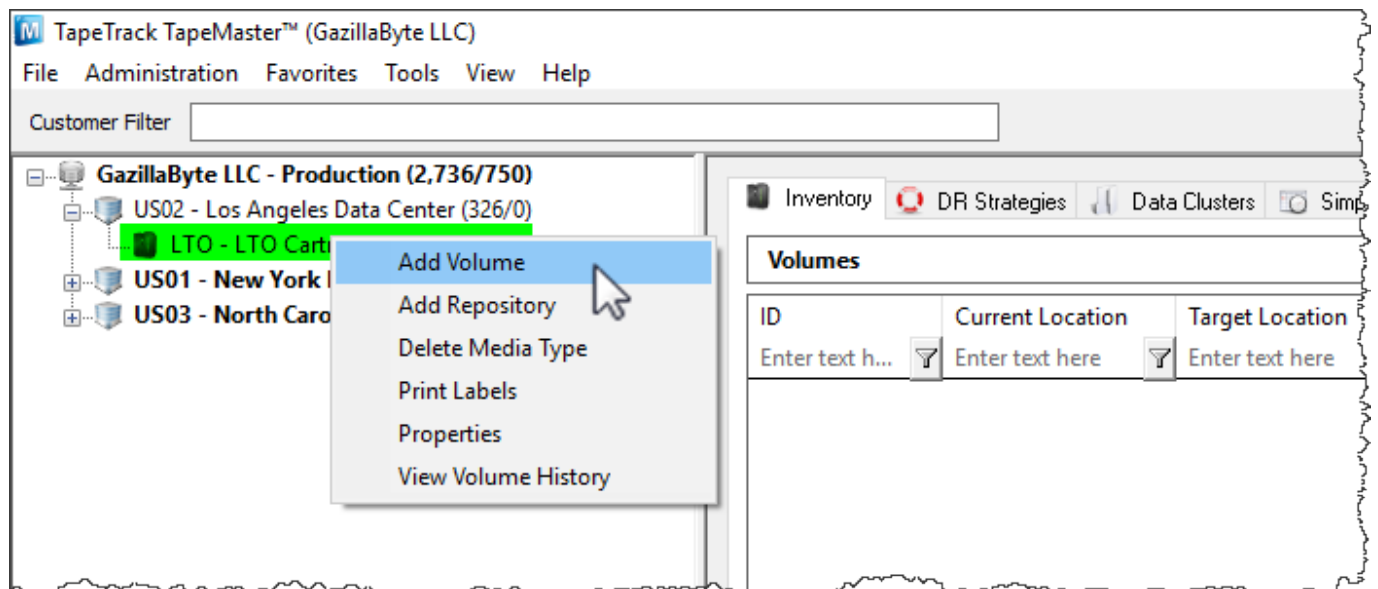 TapeTrack TapeMaster™ (GazillaByte LLC)
File Administration Favorites Tools View Help
Customer Filter
GazillaByte LLC - Production (2,736/750)
US02 - Los Angeles Data Center (326/0)
LTO - LTO
US01 - New York
US03 - North
Add Volume
Add Repository
Delete Media Type
Print Labels
Properties
View Volume History
Inventory DR Strategies Data Clusters
Volumes
ID Current Location Target Location
Enter text h... Enter text here Enter text here